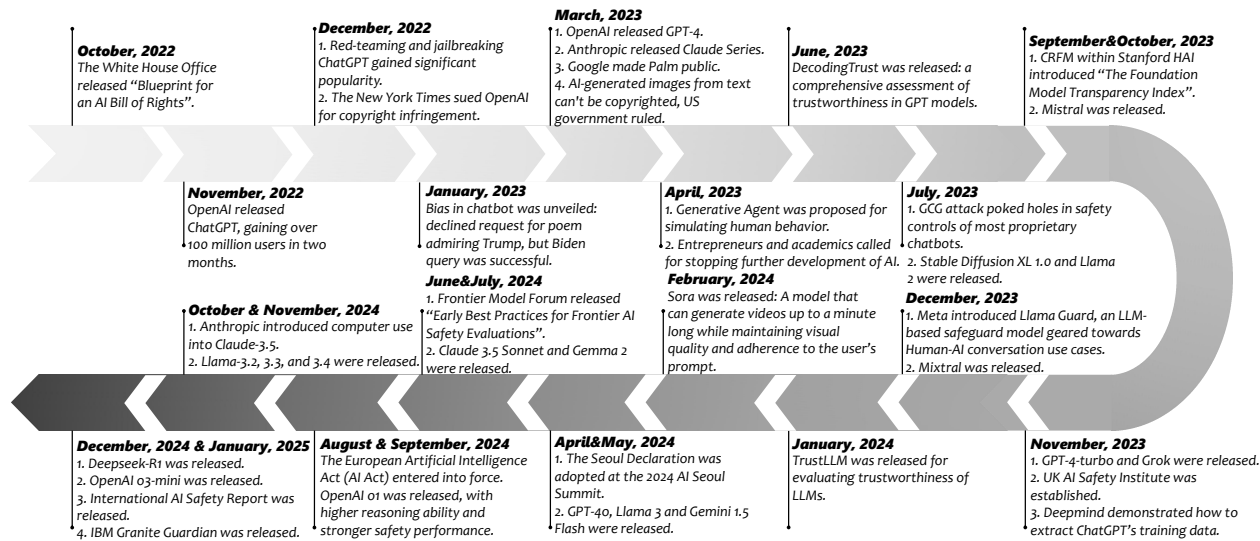 October, 2022
The White House Office
released “Blueprint for
an AI Bill of Rights”.
December, 2022
1. Red-teaming and jailbreaking
ChatGPT gained significant
popularity.
2. The New York Times sued OpenAI
for copyright infringement.
March, 2023
1. OpenAI released GPT-4.
2. Anthropic released Claude Series.
3. Google made Palm public.
4. AI-generated images from text
can't be copyrighted, US
government ruled.
June, 2023
DecodingTrust was released: a
comprehensive assessment of
trustworthiness in GPT models.
September&October, 2023
1. CRFM within Stanford HAI
introduced “The Foundation
Model Transparency Index”.
2. Mistral was released.
November, 2022
OpenAI released
ChatGPT, gaining over
100 million users in two
months.
January, 2023
Bias in chatbot was unveiled:
declined request for poem
admiring Trump, but Biden
query was successful.
April, 2023
1. Generative Agent was proposed for
simulating human behavior.
2. Entrepreneurs and academics called
for stopping further development of AI.
July, 2023
1. GCG attack poked holes in safety
controls of most proprietary
chatbots.
2. Stable Diffusion XL 1.0 and Llama
2 were released.
October & November, 2024
1. Anthropic introduced computer use
into Claude-3.5.
2. Llama-3.2, 3.3, and 3.4 were released.
June&July, 2024
1. Frontier Model Forum released
“Early Best Practices for Frontier AI
Safety Evaluations”.
2. Claude 3.5 Sonnet and Gemma 2
were released.
February, 2024
Sora was released: A model that
can generate videos up to a minute
long while maintaining visual
quality and adherence to the user’s
prompt.
December, 2023
1. Meta introduced Llama Guard, an LLM-
based safeguard model geared towards
Human-AI conversation use cases.
2. Mixtral was released.
December, 2024 & January, 2025
1. Deepseek-R1 was released.
2. OpenAI o3-mini was released.
3. International AI Safety Report was
released.
4. IBM Granite Guardian was released.
August & September, 2024
The European Artificial Intelligence
Act (AI Act) entered into force.
OpenAI o1 was released, with
higher reasoning ability and
stronger safety performance.
April&May, 2024
1. The Seoul Declaration was
adopted at the 2024 AI Seoul
Summit.
2. GPT-4o, Llama 3 and Gemini 1.5
Flash were released.
January, 2024
TrustLLM was released for
evaluating trustworthiness of
LLMs.
November, 2023
1. GPT-4-turbo and Grok were released.
2. UK AI Safety Institute was
established.
3. Deepmind demonstrated how to
extract ChatGPT’s training data.